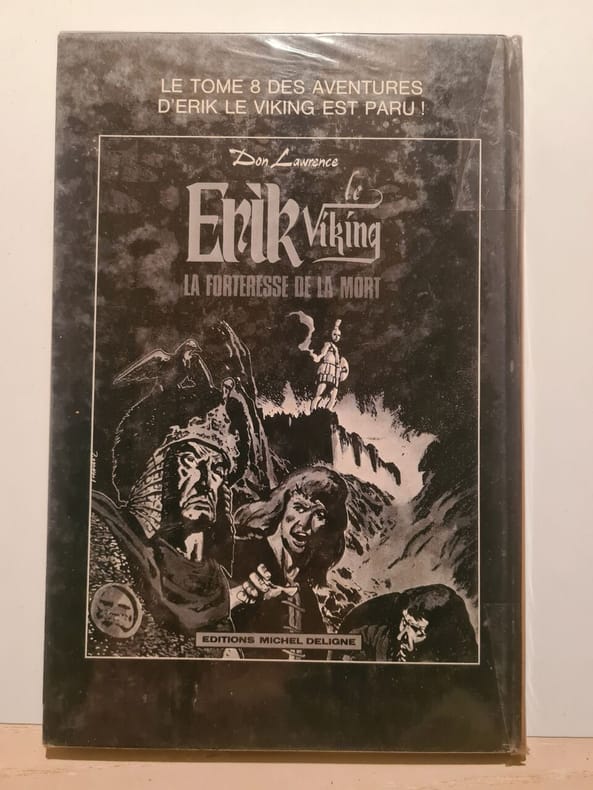 LE TOME 8 DES AVENTURES
D'ERIK LE VIKING EST PARU !
Don Lawrence
Erik le Viking
LA FORTERESSE DE LA MORT
EDITIONS MICHEL DELIGNE